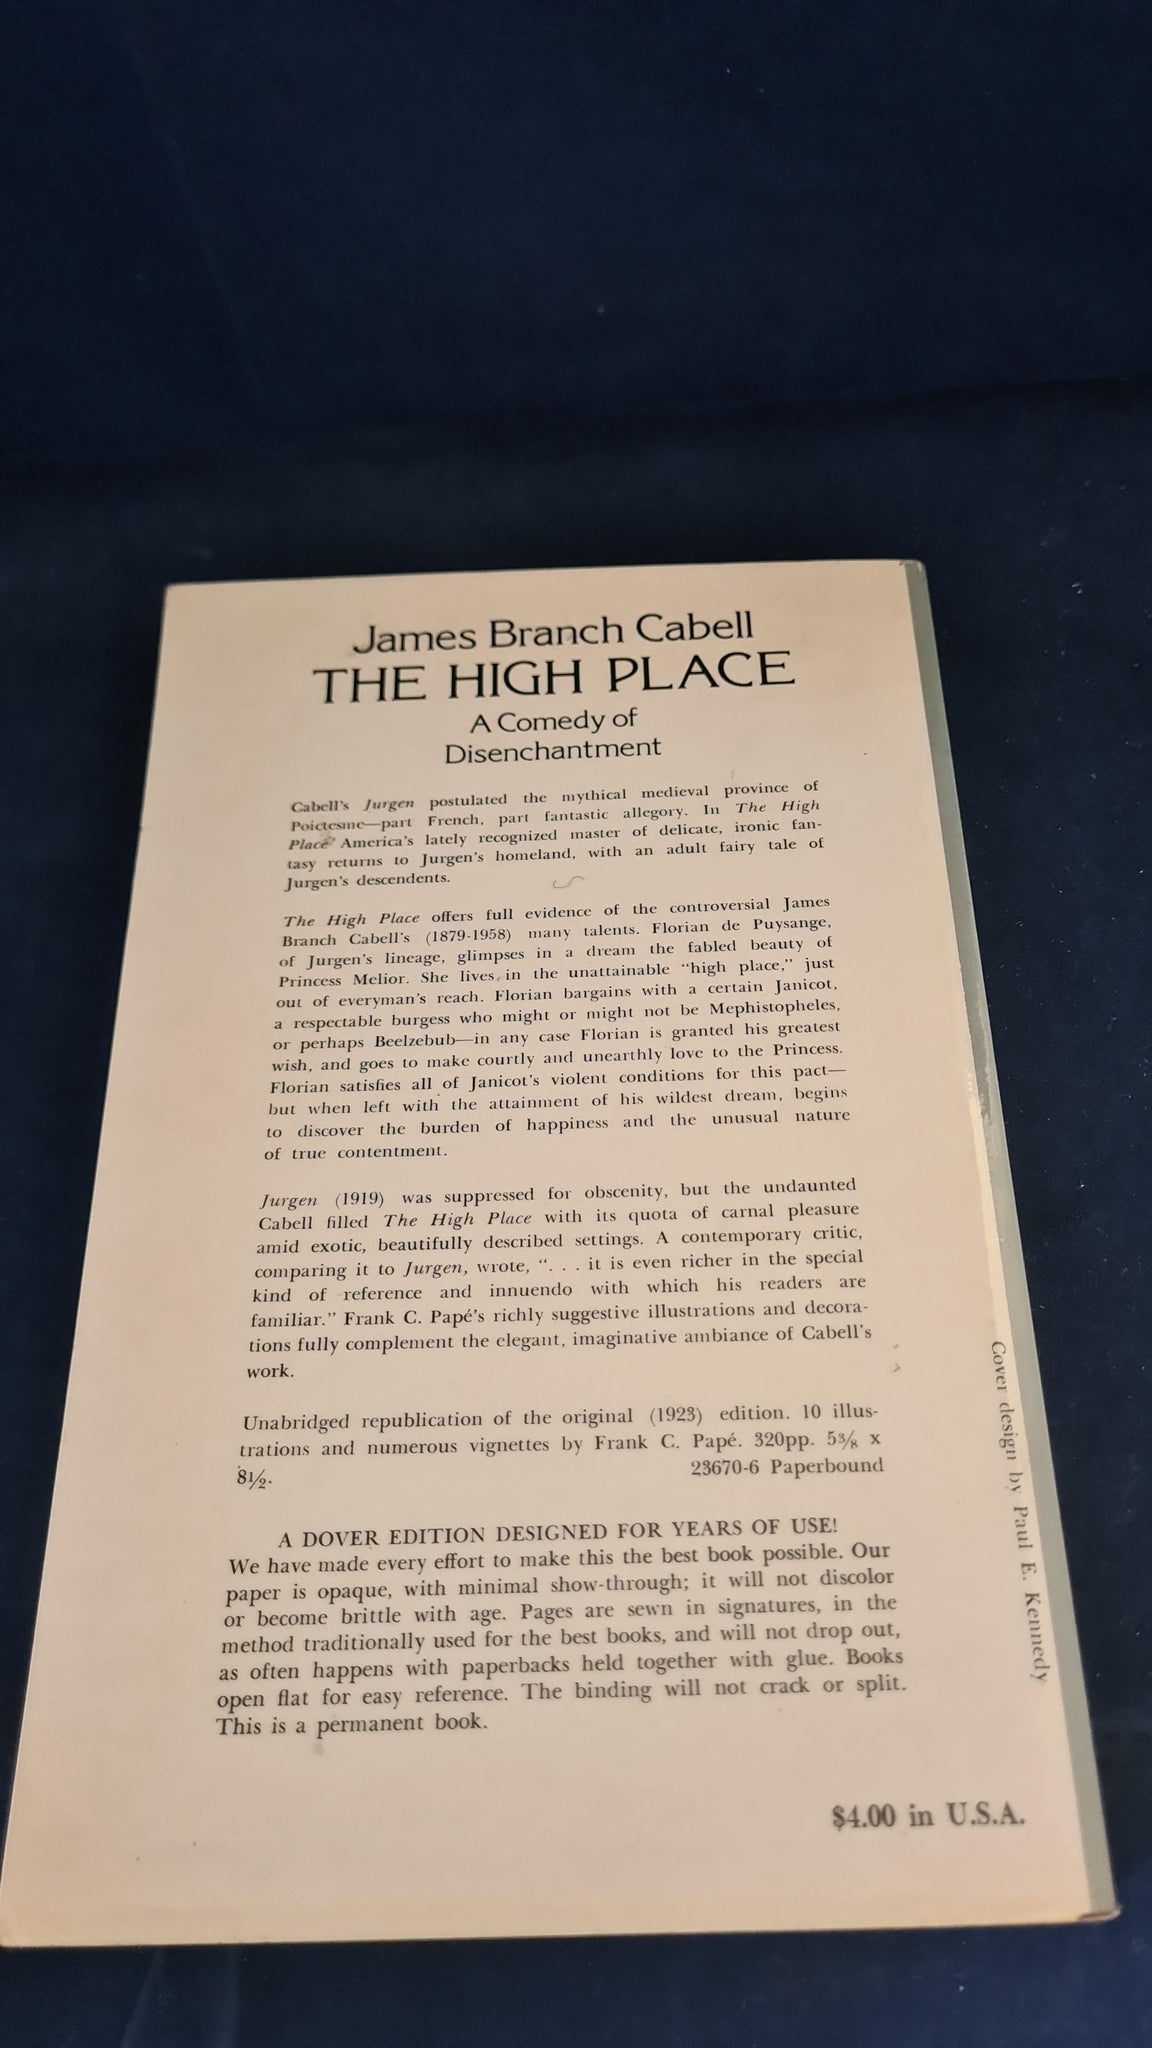 James Branch Cabell
THE HIGH PLACE
A Comedy of
Disenchantment
Cabell's Jurgen postulated the mythical medieval province of
Poictesme—part French, part fantastic allegory. In The High
Place America's lately recognized master of delicate, ironic fan-
tasy returns to Jurgen's homeland, with an adult fairy tale of
Jurgen's descendents.
The High Place offers full evidence of the controversial James
Branch Cabell's (1879-1958) many talents. Florian de Puysange,
of Jurgen's lineage, glimpses in a dream the fabled beauty of
Princess Melior. She lives in the unattainable "high place," just
out of everyman's reach. Florian bargains with a certain Janicot,
a respectable burgess who might or might not be Mephistopheles,
or perhaps Beelzebub—in any case Florian is granted his greatest
wish, and goes to make courtly and unearthly love to the Princess.
Florian satisfies all of Janicot's violent conditions for this pact—
but when left with the attainment of his wildest dream, begins
to discover the burden of happiness and the unusual nature
of true contentment.
Jurgen (1919) was suppressed for obscenity, but the undaunted
Cabell filled The High Place with its quota of carnal pleasure
amid exotic, beautifully described settings. A contemporary critic,
comparing it to Jurgen, wrote, ". . . it is even richer in the special
kind of reference and innuendo with which his readers are
familiar." Frank C. Papé's richly suggestive illustrations and decora-
tions fully complement the elegant, imaginative ambiance of Cabell's
work.
Unabridged republication of the original (1923) edition. 10 illus-
trations and numerous vignettes by Frank C. Papé. 320pp. 5⅜ x
8½. 23670-6 Paperbound
A DOVER EDITION DESIGNED FOR YEARS OF USE!
We have made every effort to make this the best book possible. Our
paper is opaque, with minimal show-through; it will not discolor
or become brittle with age. Pages are sewn in signatures, in the
method traditionally used for the best books, and will not drop out,
as often happens with paperbacks held together with glue. Books
open flat for easy reference. The binding will not crack or split.
This is a permanent book.
$4.00 in U.S.A.
Cover design by Paul E. Kennedy